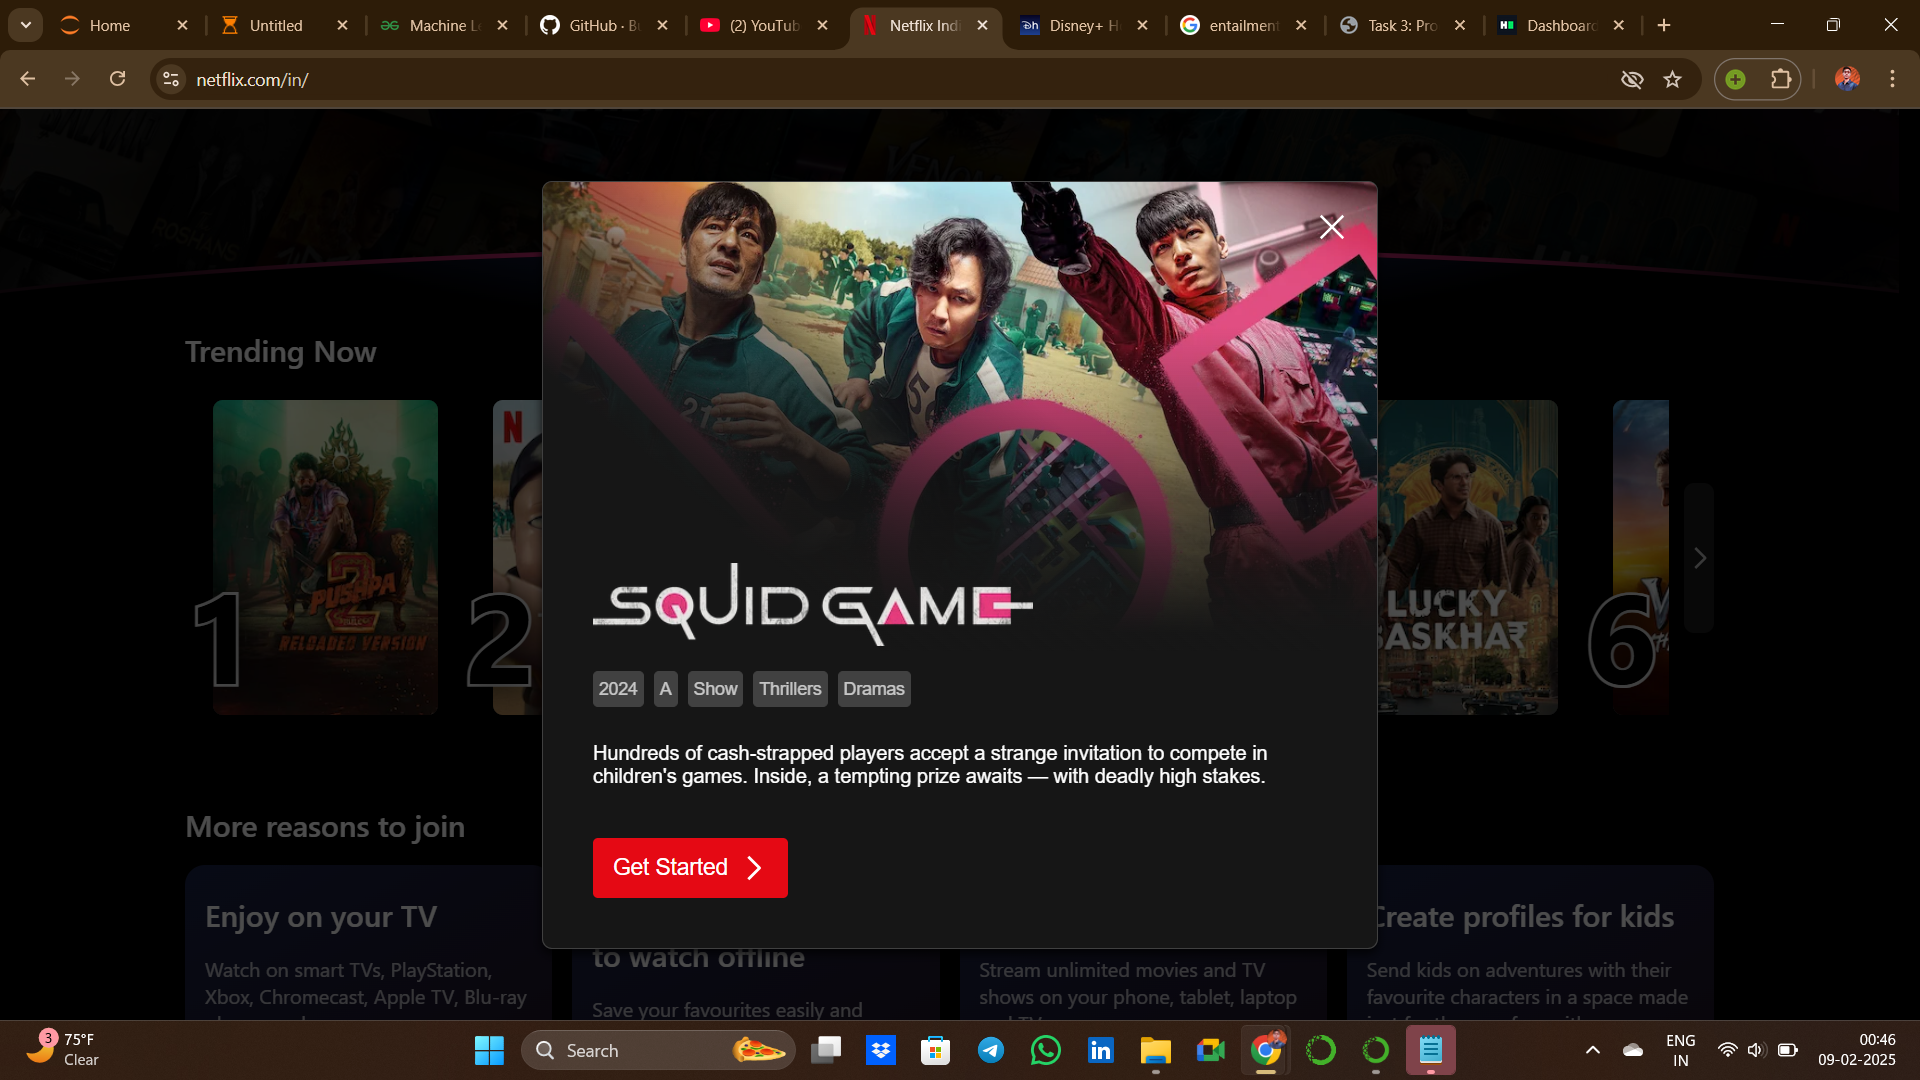 Home
Untitled
Machine Le
GitHub · Bu
(2) YouTub
Netflix Indi
Disney+ H
entailment
Task 3: Pro
Dashboard
netflix.com/in/
ROSHANS
VENOM
Trending Now
N
PUSHPA
2
RELOADED VERSION
1
2
LUCKY
BASKHAR
6
SQUID GAME
2024 A Show Thrillers Dramas
Hundreds of cash-strapped players accept a strange invitation to compete in
children's games. Inside, a tempting prize awaits — with deadly high stakes.
Get Started
More reasons to join
Enjoy on your TV
Watch on smart TVs, PlayStation,
Xbox, Chromecast, Apple TV, Blu-ray
to watch offline
Save your favourites easily and
Stream unlimited movies and TV
shows on your phone, tablet, laptop
Create profiles for kids
Send kids on adventures with their
favourite characters in a space made
3
75°F
Clear
Search
ENG
IN
00:46
09-02-2025